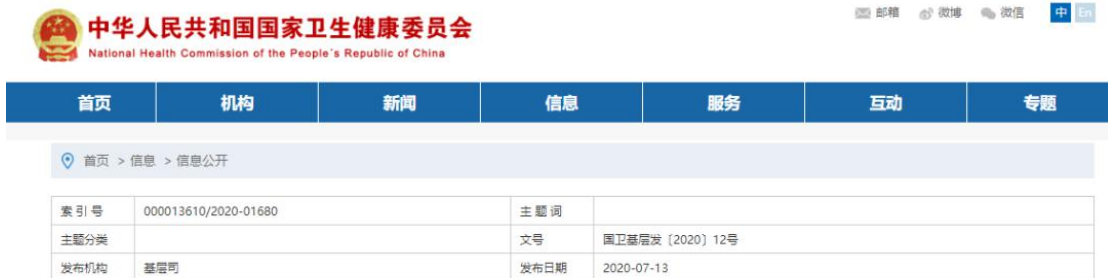 邮箱 微博 微信 中 En
中华人民共和国国家卫生健康委员会
National Health Commission of the People's Republic of China
首页 机构 新闻 信息 服务 互动 专题
首页 > 信息 > 信息公开
索引号 000013610/2020-01680 主题词
主题分类 文号 国卫基层发〔2020〕12号
发布机构 基层司 发布日期 2020-07-13